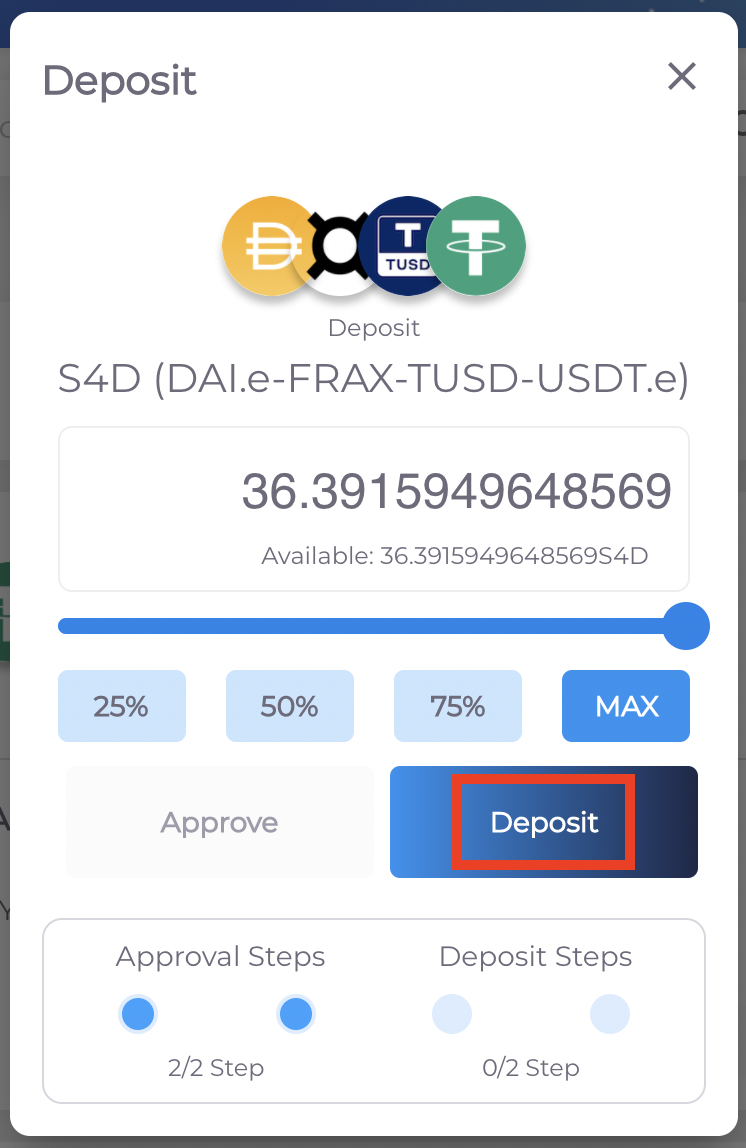 Deposit
T
TUSD
Deposit
S4D (DAI.e-FRAX-TUSD-USDT.e)
36.3915949648569
Available: 36.3915949648569S4D
25% 50% 75% MAX
Approve Deposit
Approval Steps Deposit Steps
2/2 Step 0/2 Step